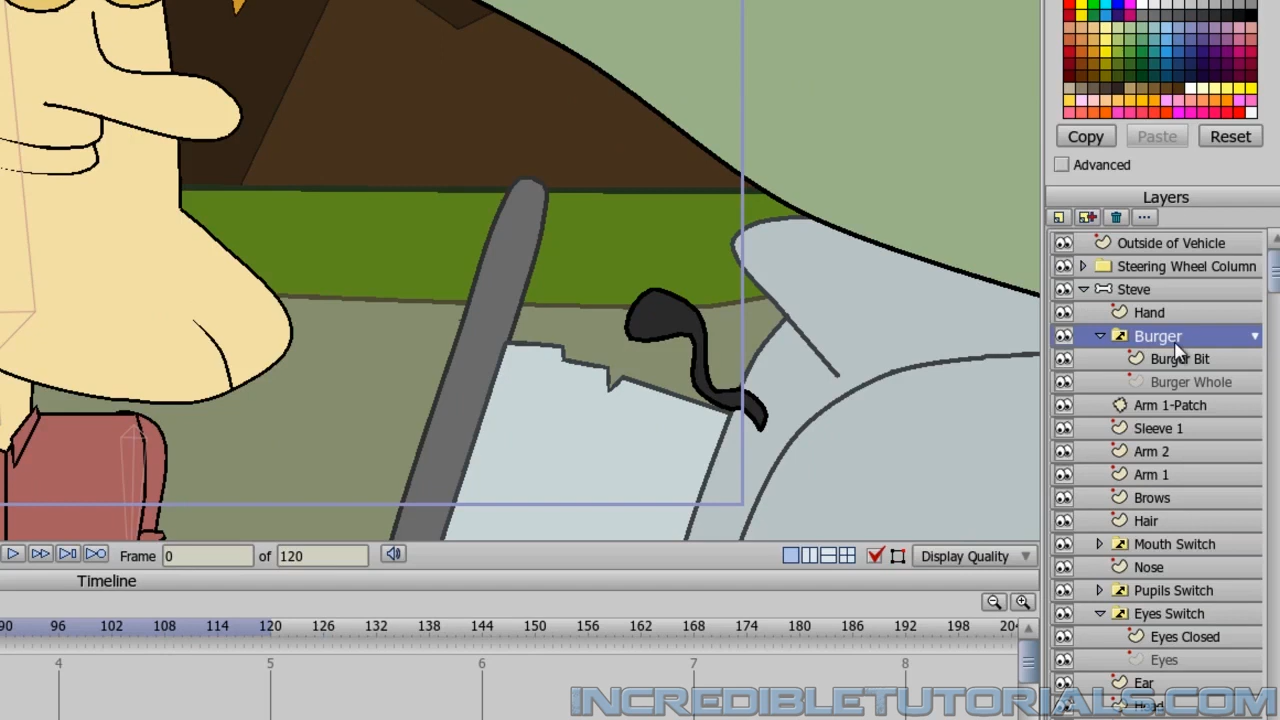 Copy
Paste
Reset
Advanced
Layers
Outside of Vehicle
Steering Wheel Column
Steve
Hand
Burger
Burger Bit
Burger Whole
Arm 1-Patch
Sleeve 1
Arm 2
Arm 1
Brows
Hair
Mouth Switch
Nose
Pupils Switch
Eyes Switch
Eyes Closed
Eyes
Ear
Head
Frame 0 of 120
Display Quality
Timeline
90 96 102 108 114 120 126 132 138 144 150 156 162 168 174 180 186 192 198 204
4 5 6 7 8
INCREDIBLETUTORIALS.COM